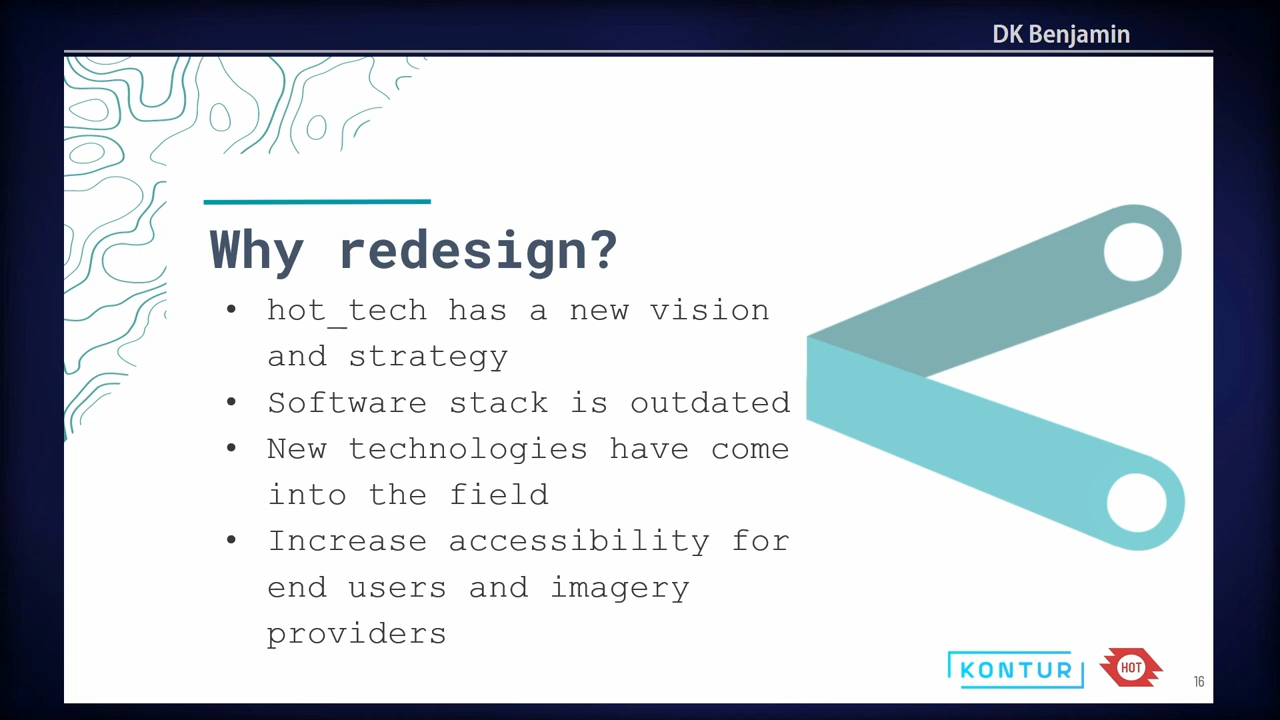 DK Benjamin
Why redesign?
• hot_tech has a new vision
and strategy
• Software stack is outdated
• New technologies have come
into the field
• Increase accessibility for
end users and imagery
providers
KONTUR
HOT
16